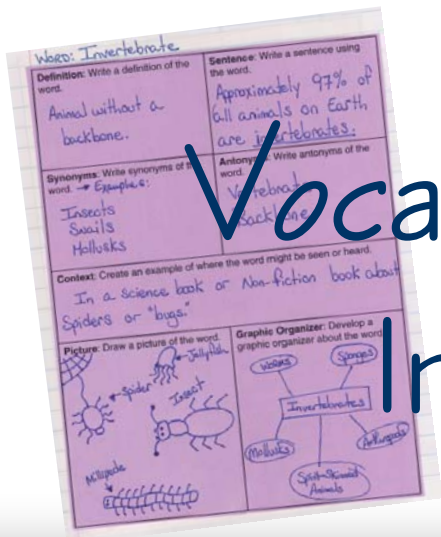 Word: Invertebrate
Definition: Write a definition of the
word.
Animal without a
backbone.
Sentence: Write a sentence using
the word.
Approximately 97% of
all animals on Earth
are invertebrates.
Synonyms: Write synonyms of the
word. → Examples:
Insects
Snails
Mollusks
Antonyms: Write antonyms of the
word.
Vertebrat
Backbone
Context: Create an example of where the word might be seen or heard.
In a Science book or Non-fiction book about
Spiders or "bugs."
Picture: Draw a picture of the word.
Jellyfish
Spider
Insect
Millipede
Graphic Organizer: Develop a
graphic organizer about the word.
Worms
Sponges
Invertebrates
Mollusks
Arthropods
Spiny-Skinned
Animals
Voca
In